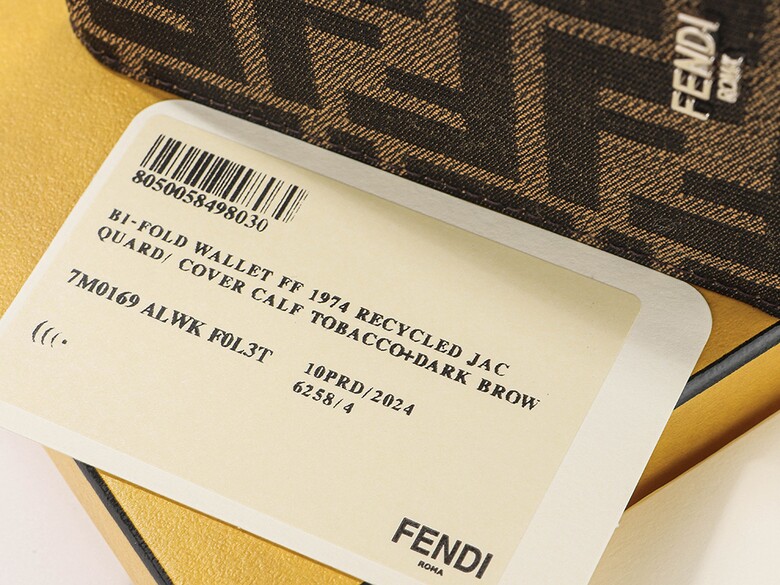 FENDI
ROMA
8050058498030
BI-FOLD WALLET FF 1974 RECYCLED JAC
QUARD/ COVER CALF TOBACCO+DARK BROW
7M0169 ALWK F0L3T
10PRD/2024
6258/4
FENDI
ROMA